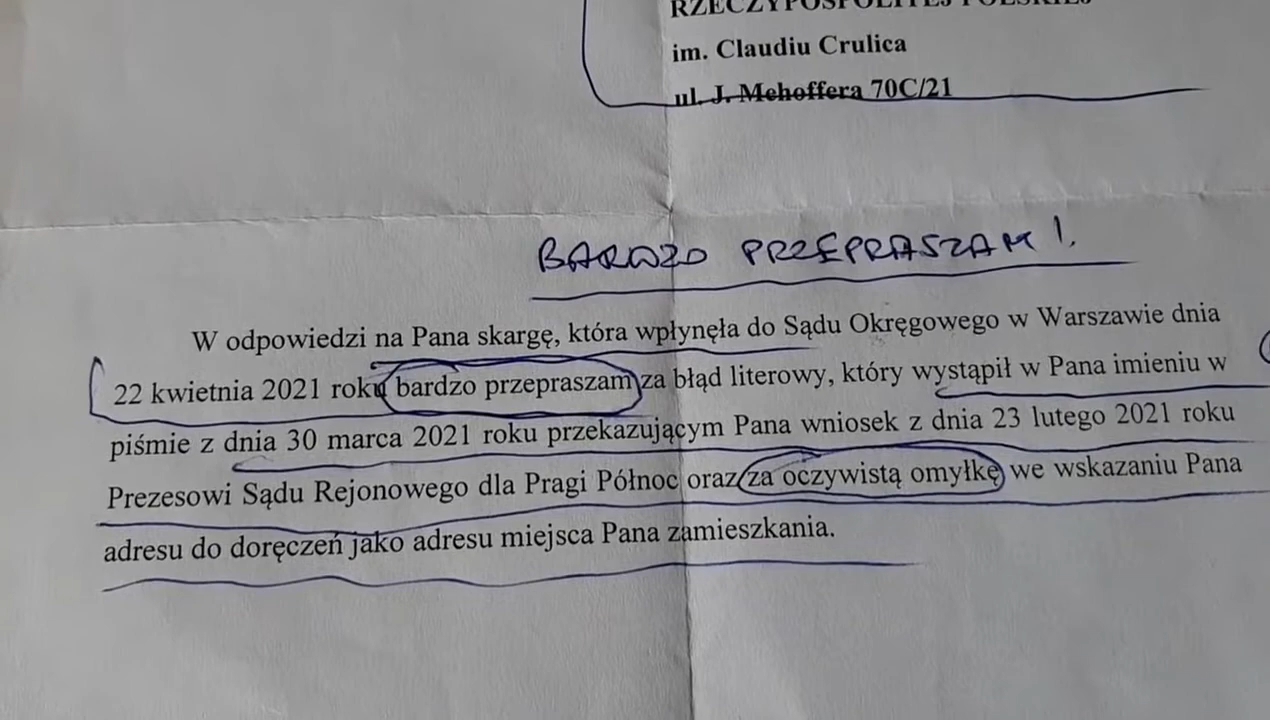 RZECZYPOSPOLITEJ POLSKIEJ
im. Claudiu Crulica
ul. J. Mehoffera 70C/21
BARDZO PRZEPRASZAM!
W odpowiedzi na Pana skargę, która wpłynęła do Sądu Okręgowego w Warszawie dnia
22 kwietnia 2021 roku bardzo przepraszam za błąd literowy, który wystąpił w Pana imieniu w
piśmie z dnia 30 marca 2021 roku przekazującym Pana wniosek z dnia 23 lutego 2021 roku
Prezesowi Sądu Rejonowego dla Pragi Północ oraz za oczywistą omyłkę we wskazaniu Pana
adresu do doręczeń jako adresu miejsca Pana zamieszkania.